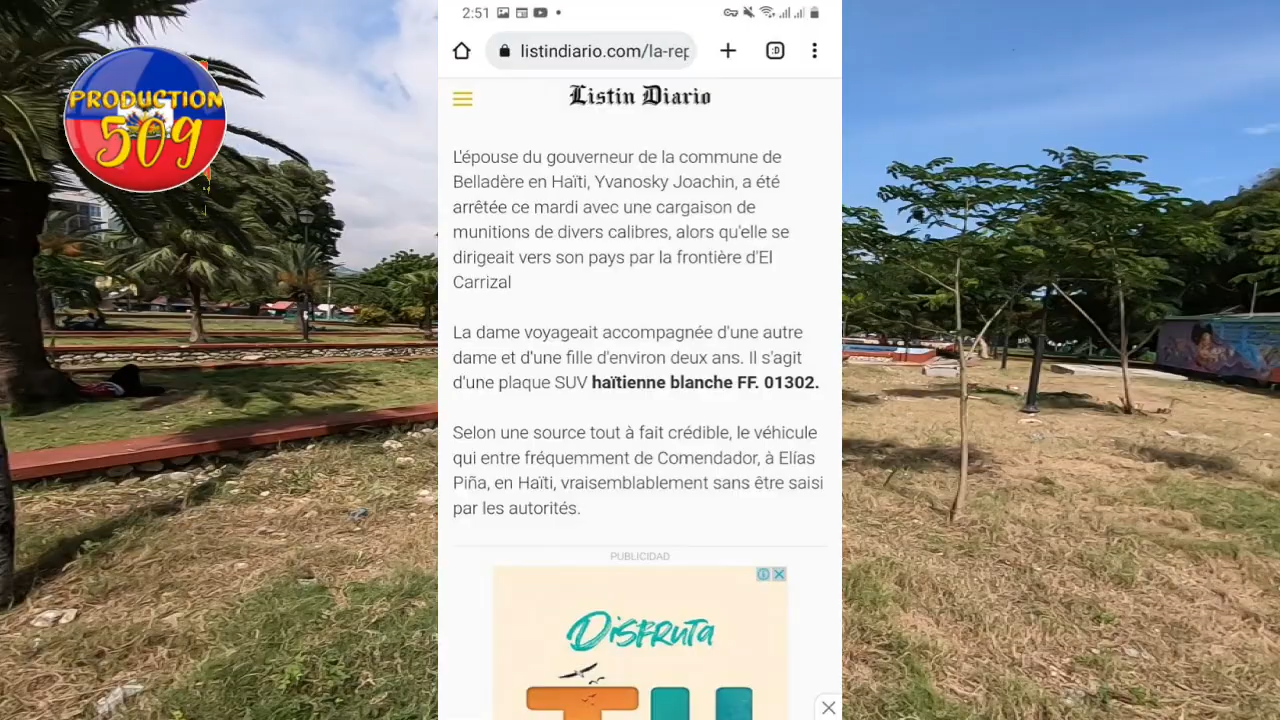 PRODUCTION
509
2:51
listindiario.com/la-rep
:D
Listin Diario
L'épouse du gouverneur de la commune de
Belladère en Haïti, Yvanosky Joachin, a été
arrêtée ce mardi avec une cargaison de
munitions de divers calibres, alors qu'elle se
dirigeait vers son pays par la frontière d'El
Carrizal
La dame voyageait accompagnée d'une autre
dame et d'une fille d'environ deux ans. Il s'agit
d'une plaque SUV haïtienne blanche FF. 01302.
Selon une source tout à fait crédible, le véhicule
qui entre fréquemment de Comendador, à Elías
Piña, en Haïti, vraisemblablement sans être saisi
par les autorités.
PUBLICIDAD
DISFRUTA
TU